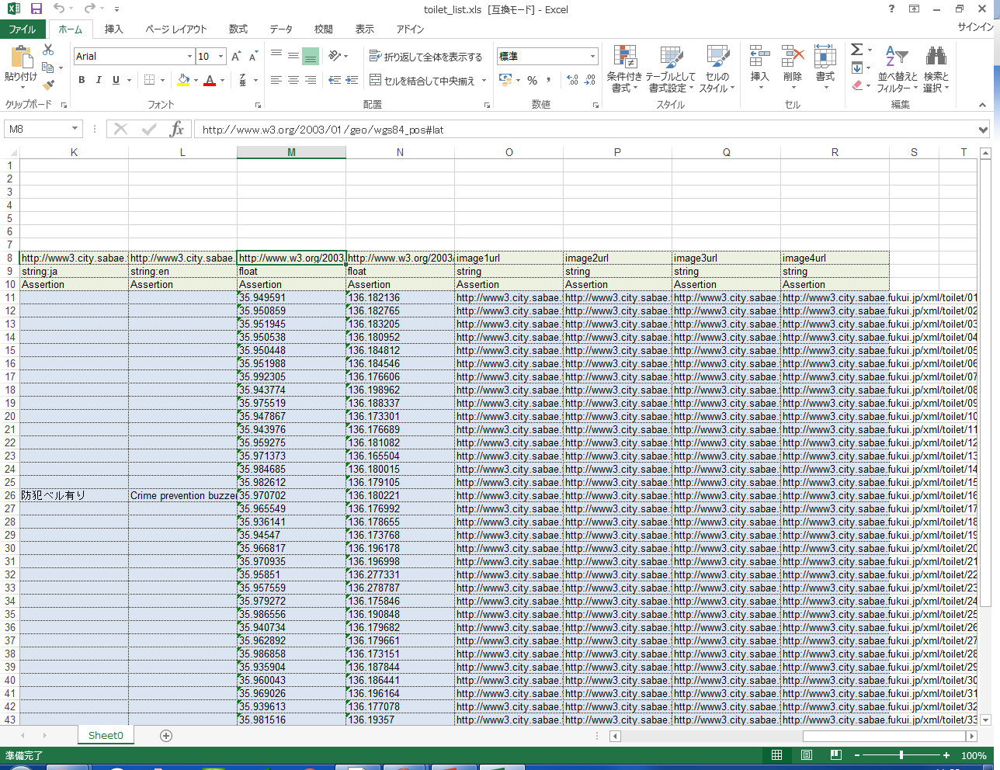 toilet_list.xls [互換モード] - Excel
サインイン
ファイル ホーム 挿入 ページ レイアウト 数式 データ 校閲 表示 アドイン
貼り付け
クリップボード
Arial 10
B I U
フォント
折り返して全体を表示する
セルを結合して中央揃え
配置
標準
% ,
数値
条件付き書式 テーブルとして書式設定 セルのスタイル
スタイル
挿入 削除 書式
セル
並べ替えとフィルター 検索と選択
編集
M8 fx http://www.w3.org/2003/01/geo/wgs84_pos#lat
K L M N O P Q R S T
1
2
3
4
5
6
7
8 http://www3.city.sabae. http://www3.city.sabae. http://www.w3.org/2003 http://www.w3.org/2003 image1url image2url image3url image4url
9 string:ja string:en float float string string string string
10 Assertion Assertion Assertion Assertion Assertion Assertion Assertion Assertion
11 35.949591 136.182136 http://www3.city.sabae. http://www3.city.sabae. http://www3.city.sabae. http://www3.city.sabae.fukui.jp/xml/toilet/01
12 35.950859 136.182765 http://www3.city.sabae. http://www3.city.sabae. http://www3.city.sabae. http://www3.city.sabae.fukui.jp/xml/toilet/02
13 35.951945 136.183205 http://www3.city.sabae. http://www3.city.sabae. http://www3.city.sabae. http://www3.city.sabae.fukui.jp/xml/toilet/03
14 35.950538 136.180952 http://www3.city.sabae. http://www3.city.sabae. http://www3.city.sabae. http://www3.city.sabae.fukui.jp/xml/toilet/04
15 35.950448 136.184812 http://www3.city.sabae. http://www3.city.sabae. http://www3.city.sabae. http://www3.city.sabae.fukui.jp/xml/toilet/05
16 35.951988 136.184546 http://www3.city.sabae. http://www3.city.sabae. http://www3.city.sabae. http://www3.city.sabae.fukui.jp/xml/toilet/06
17 35.992305 136.176570 http://www3.city.sabae. http://www3.city.sabae. http://www3.city.sabae. http://www3.city.sabae.fukui.jp/xml/toilet/07
18 35.943774 136.198962 http://www3.city.sabae. http://www3.city.sabae. http://www3.city.sabae. http://www3.city.sabae.fukui.jp/xml/toilet/08
19 35.975519 136.188337 http://www3.city.sabae. http://www3.city.sabae. http://www3.city.sabae. http://www3.city.sabae.fukui.jp/xml/toilet/09
20 35.947867 136.173301 http://www3.city.sabae. http://www3.city.sabae. http://www3.city.sabae. http://www3.city.sabae.fukui.jp/xml/toilet/10
21 35.943976 136.176689 http://www3.city.sabae. http://www3.city.sabae. http://www3.city.sabae. http://www3.city.sabae.fukui.jp/xml/toilet/11
22 35.959275 136.181082 http://www3.city.sabae. http://www3.city.sabae. http://www3.city.sabae. http://www3.city.sabae.fukui.jp/xml/toilet/12
23 35.971373 136.165504 http://www3.city.sabae. http://www3.city.sabae. http://www3.city.sabae. http://www3.city.sabae.fukui.jp/xml/toilet/13
24 35.984685 136.180015 http://www3.city.sabae. http://www3.city.sabae. http://www3.city.sabae. http://www3.city.sabae.fukui.jp/xml/toilet/14
25 35.982612 136.179105 http://www3.city.sabae. http://www3.city.sabae. http://www3.city.sabae. http://www3.city.sabae.fukui.jp/xml/toilet/15
26 防犯ベル有り Crime prevention buzze 35.970702 136.180221 http://www3.city.sabae. http://www3.city.sabae. http://www3.city.sabae. http://www3.city.sabae.fukui.jp/xml/toilet/16
27 35.965549 136.176992 http://www3.city.sabae. http://www3.city.sabae. http://www3.city.sabae. http://www3.city.sabae.fukui.jp/xml/toilet/17
28 35.936141 136.178655 http://www3.city.sabae. http://www3.city.sabae. http://www3.city.sabae. http://www3.city.sabae.fukui.jp/xml/toilet/18
29 35.94547 136.173768 http://www3.city.sabae. http://www3.city.sabae. http://www3.city.sabae. http://www3.city.sabae.fukui.jp/xml/toilet/19
30 35.966817 136.196178 http://www3.city.sabae. http://www3.city.sabae. http://www3.city.sabae. http://www3.city.sabae.fukui.jp/xml/toilet/20
31 35.970935 136.196998 http://www3.city.sabae. http://www3.city.sabae. http://www3.city.sabae. http://www3.city.sabae.fukui.jp/xml/toilet/21
32 35.95851 136.277331 http://www3.city.sabae. http://www3.city.sabae. http://www3.city.sabae. http://www3.city.sabae.fukui.jp/xml/toilet/22
33 35.957559 136.278787 http://www3.city.sabae. http://www3.city.sabae. http://www3.city.sabae. http://www3.city.sabae.fukui.jp/xml/toilet/23
34 35.979272 136.175846 http://www3.city.sabae. http://www3.city.sabae. http://www3.city.sabae. http://www3.city.sabae.fukui.jp/xml/toilet/24
35 35.986556 136.190848 http://www3.city.sabae. http://www3.city.sabae. http://www3.city.sabae. http://www3.city.sabae.fukui.jp/xml/toilet/25
36 35.940734 136.179682 http://www3.city.sabae. http://www3.city.sabae. http://www3.city.sabae. http://www3.city.sabae.fukui.jp/xml/toilet/26
37 35.962892 136.179661 http://www3.city.sabae. http://www3.city.sabae. http://www3.city.sabae. http://www3.city.sabae.fukui.jp/xml/toilet/27
38 35.986858 136.173151 http://www3.city.sabae. http://www3.city.sabae. http://www3.city.sabae. http://www3.city.sabae.fukui.jp/xml/toilet/28
39 35.935904 136.187844 http://www3.city.sabae. http://www3.city.sabae. http://www3.city.sabae. http://www3.city.sabae.fukui.jp/xml/toilet/29
40 35.960043 136.186441 http://www3.city.sabae. http://www3.city.sabae. http://www3.city.sabae. http://www3.city.sabae.fukui.jp/xml/toilet/30
41 35.969026 136.196164 http://www3.city.sabae. http://www3.city.sabae. http://www3.city.sabae. http://www3.city.sabae.fukui.jp/xml/toilet/31
42 35.939613 136.177078 http://www3.city.sabae. http://www3.city.sabae. http://www3.city.sabae. http://www3.city.sabae.fukui.jp/xml/toilet/32
43 35.981516 136.19357 http://www3.city.sabae. http://www3.city.sabae. http://www3.city.sabae. http://www3.city.sabae.fukui.jp/xml/toilet/33
Sheet0
準備完了 100%